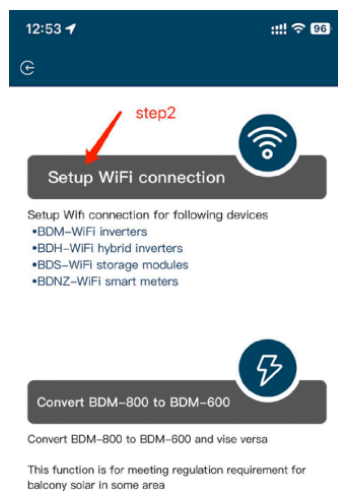 12:53
96
step2
Setup WiFi connection
Setup Wifi connection for following devices
•BDM-WiFi inverters
•BDH-WiFi hybrid inverters
•BDS-WiFi storage modules
•BDNZ-WiFi smart meters
Convert BDM-800 to BDM-600
Convert BDM-800 to BDM-600 and vise versa
This function is for meeting regulation requirement for
balcony solar in some area